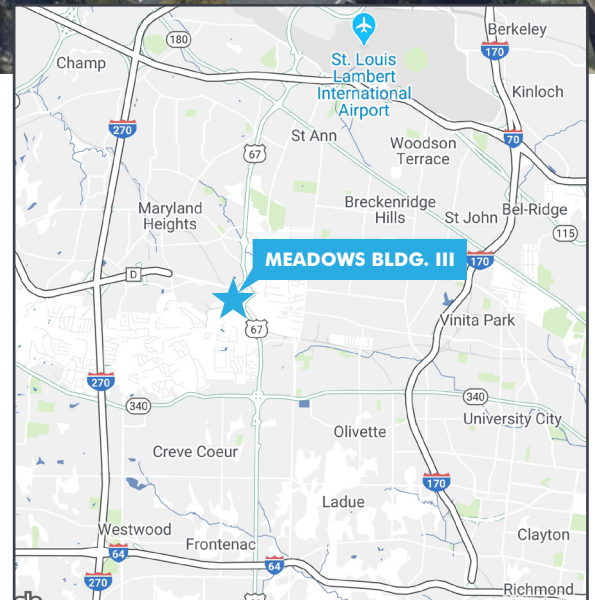 Berkeley
180
170
Champ
St. Louis
Lambert
International
Airport
Kinloch
270
70
St Ann
Woodson
Terrace
67
Breckenridge
Hills
Maryland
Heights
St John
Bel-Ridge
115
MEADOWS BLDG. III
170
D
67
Vinita Park
270
340
340
University City
Olivette
Creve Coeur
170
Ladue
Westwood
Clayton
Frontenac
64
64
270
Richmond
67